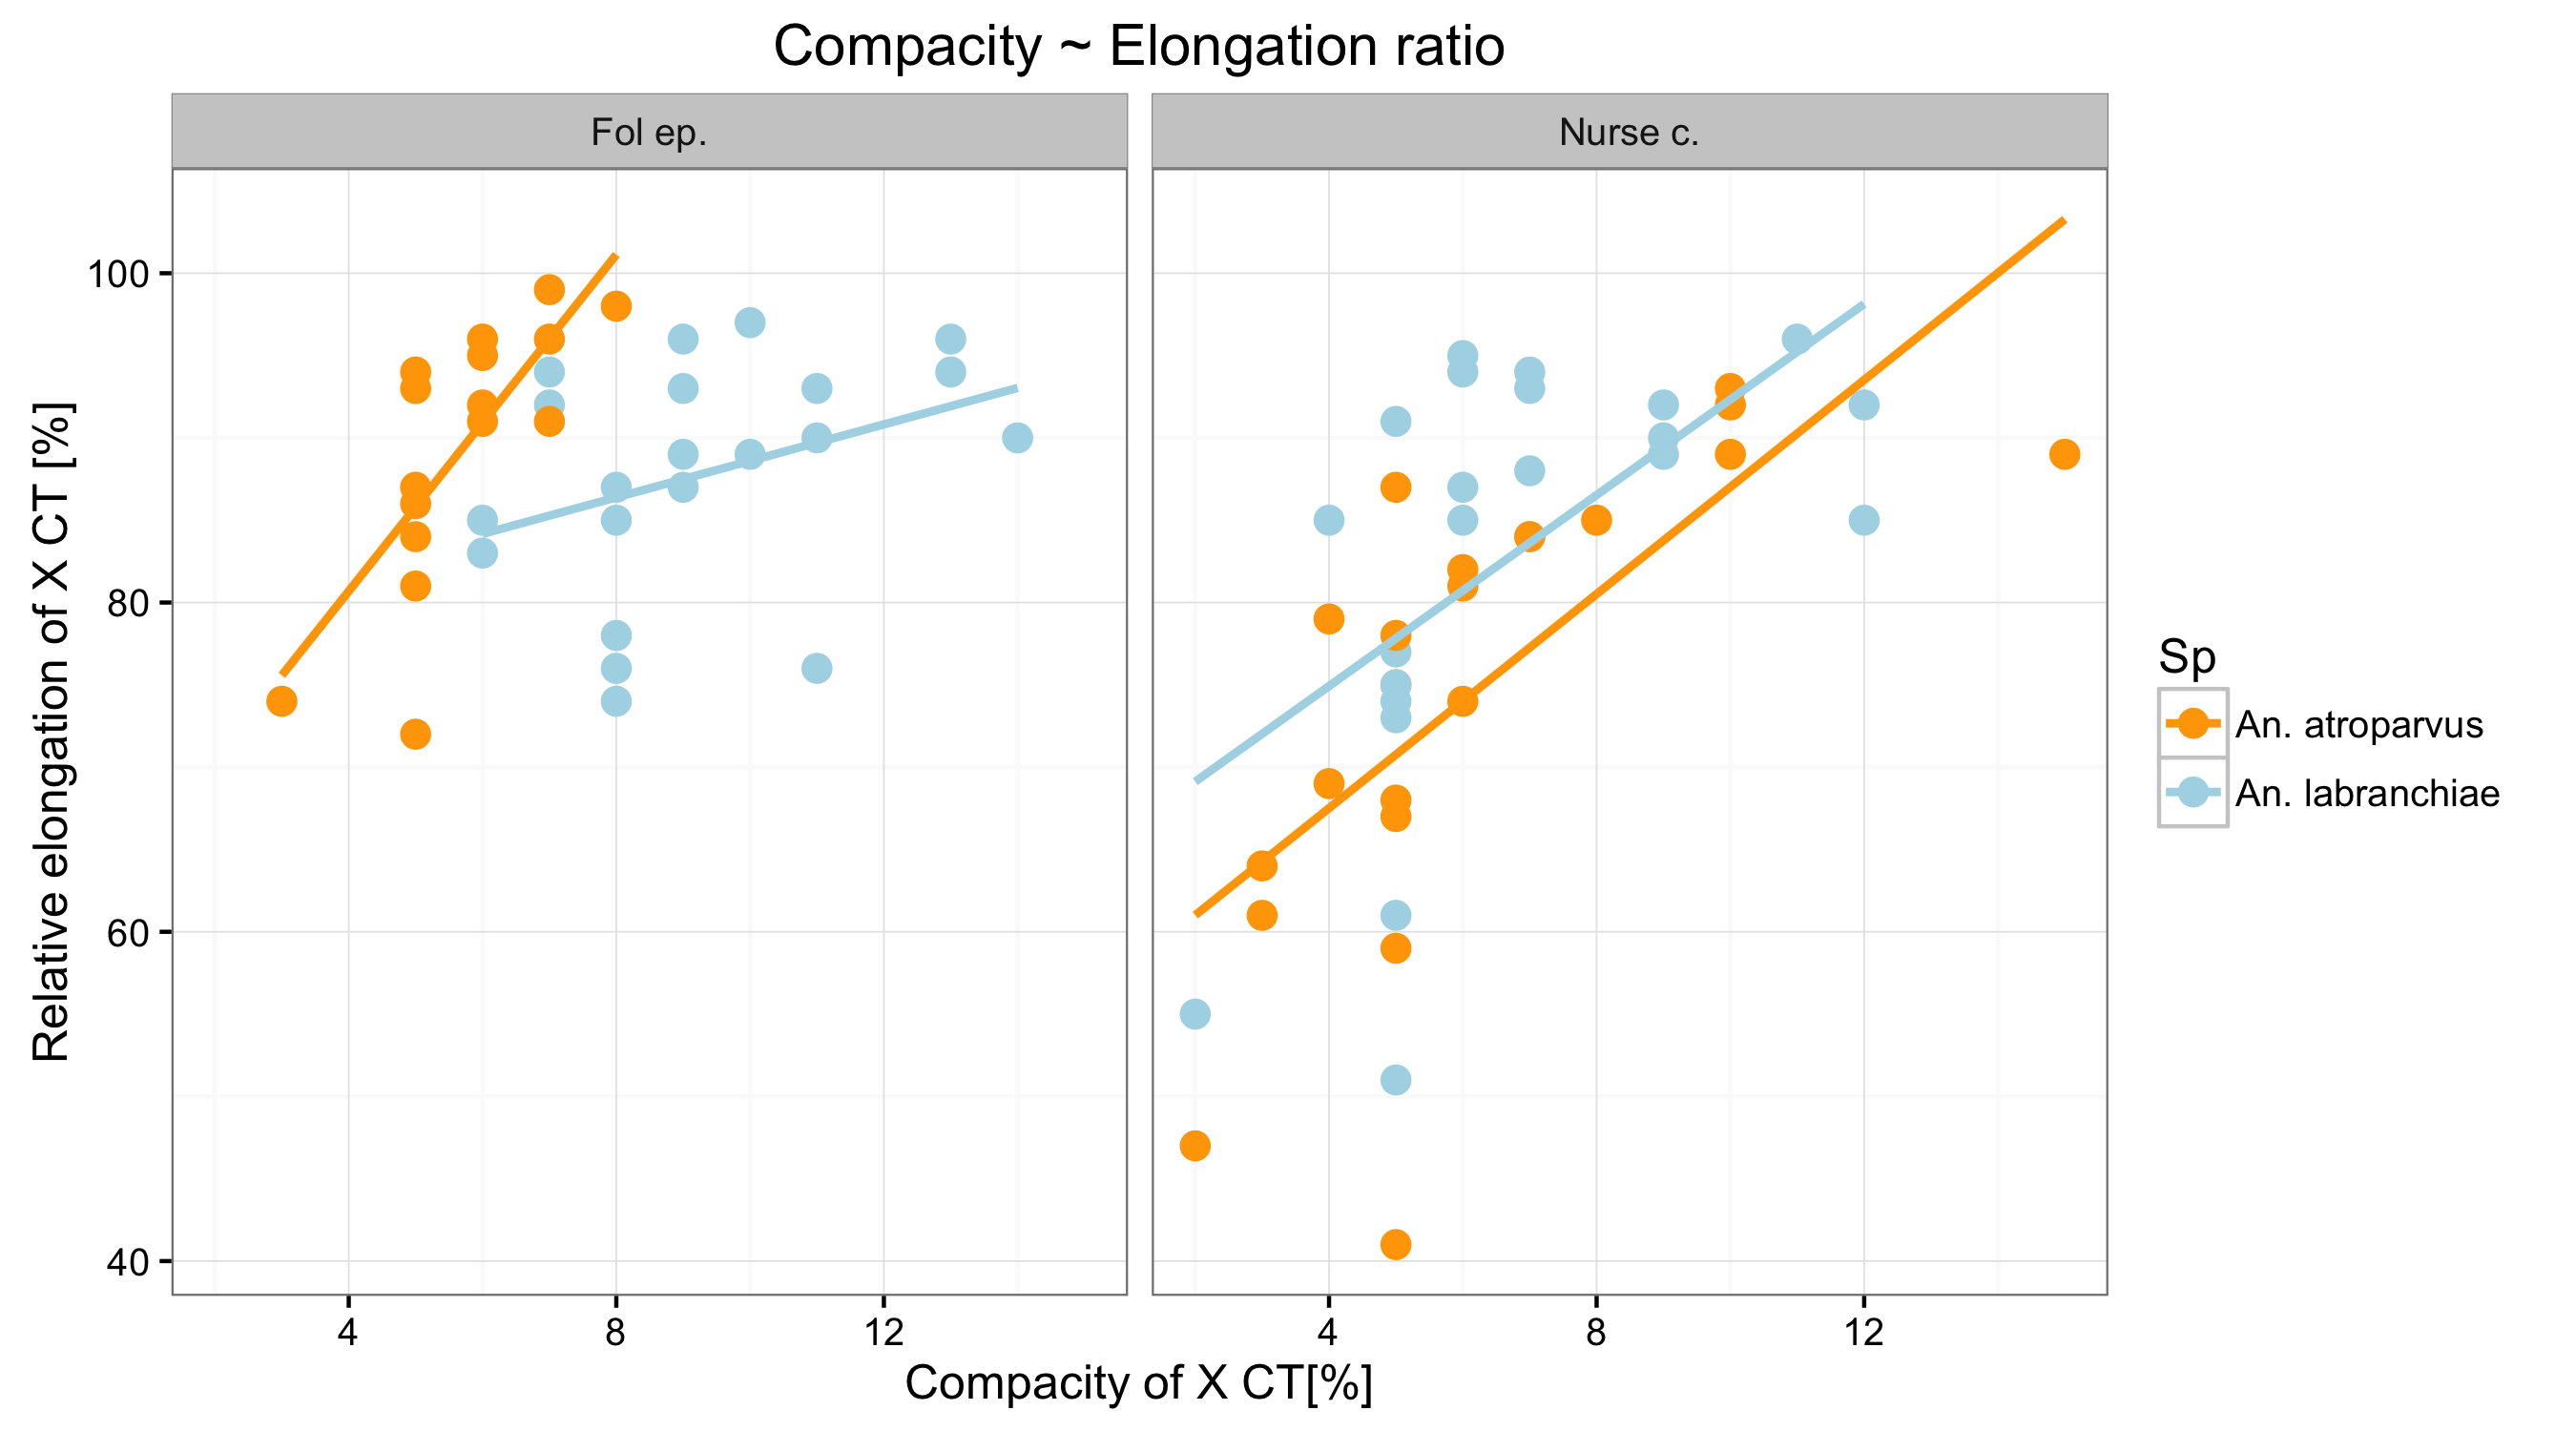 Compacity ~ Elongation ratio
Fol ep.
Nurse c.
Relative elongation of X CT [%]
100
80
60
40
4
8
12
4
8
12
Compacity of X CT[%]
Sp
An. atroparvus
An. labranchiae